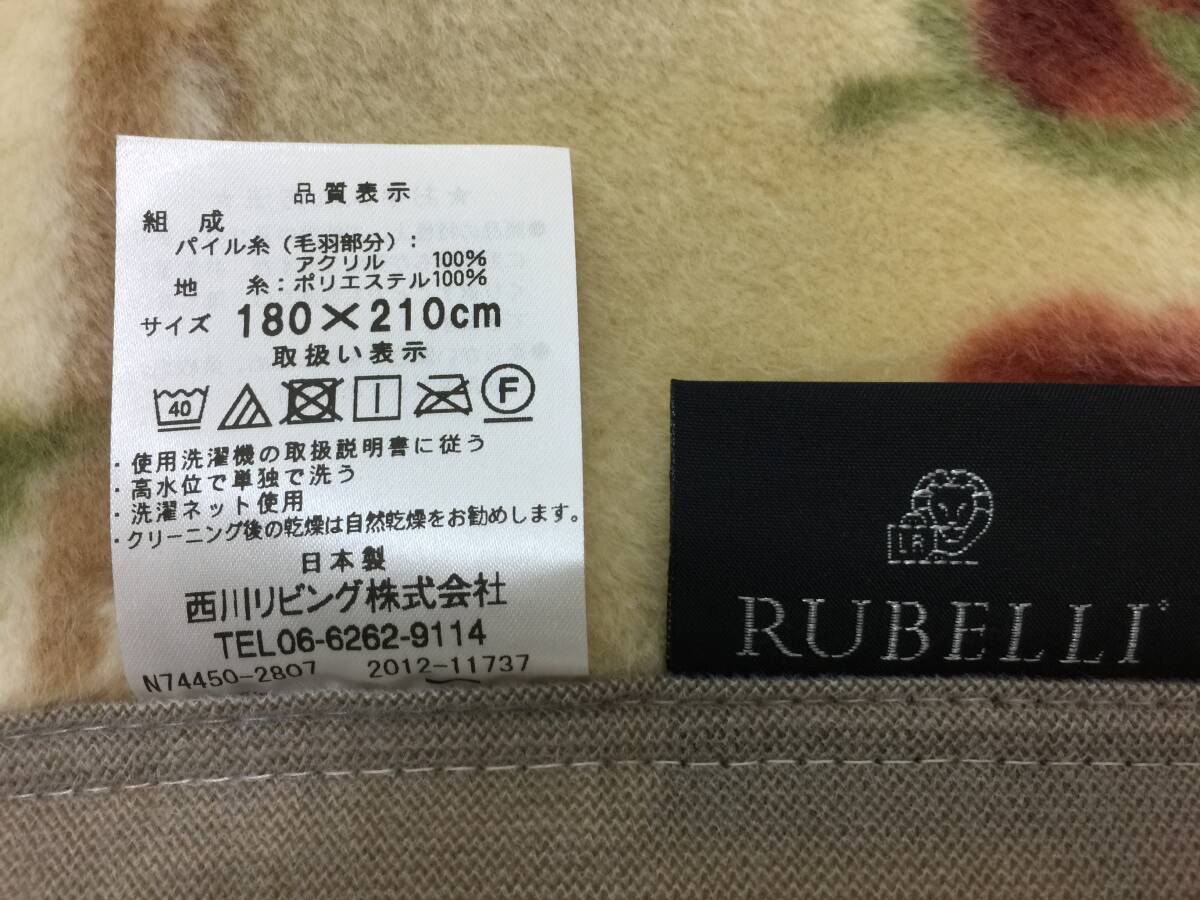 品質表示
組 成
パイル糸（毛羽部分）：
アクリル 100%
地 糸：ポリエステル100%
サイズ 180×210cm
取扱い表示
40 F
・使用洗濯機の取扱説明書に従う
・高水位で単独で洗う
・洗濯ネット使用
・クリーニング後の乾燥は自然乾燥をお勧めします。
日本製
西川リビング株式会社
TEL06-6262-9114
N74450-2807 2012-11737
LR
RUBELLI